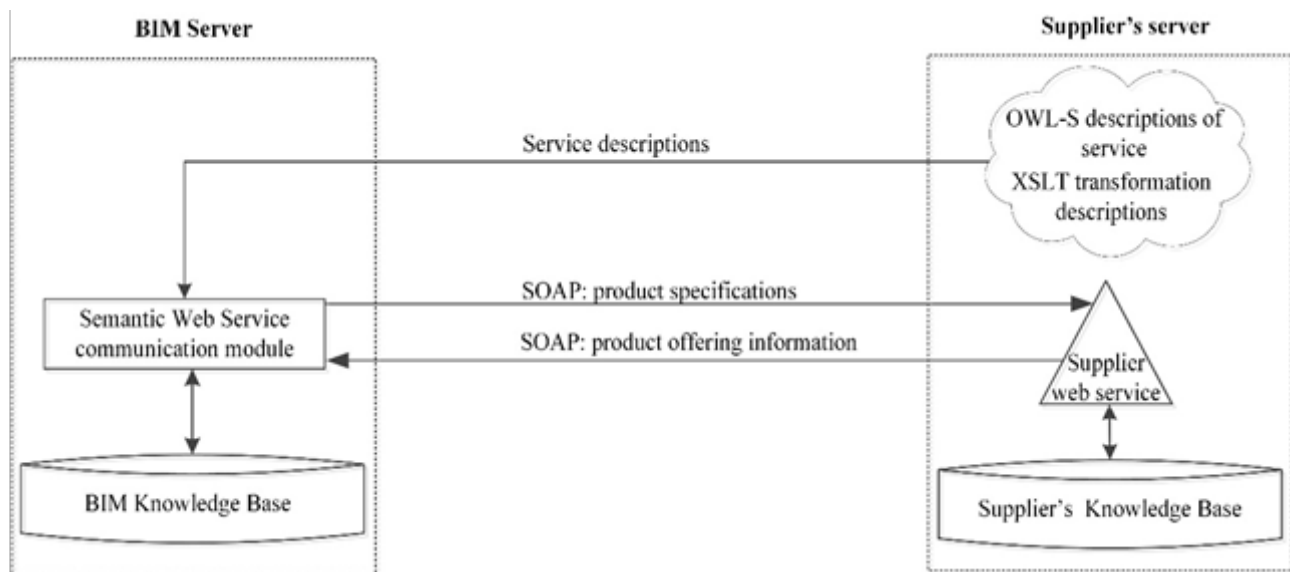 BIM Server
Supplier's server
OWL-S descriptions of
service
XSLT transformation
descriptions
Service descriptions
SOAP: product specifications
Semantic Web Service
communication module
SOAP: product offering information
Supplier
web service
BIM Knowledge Base
Supplier's Knowledge Base